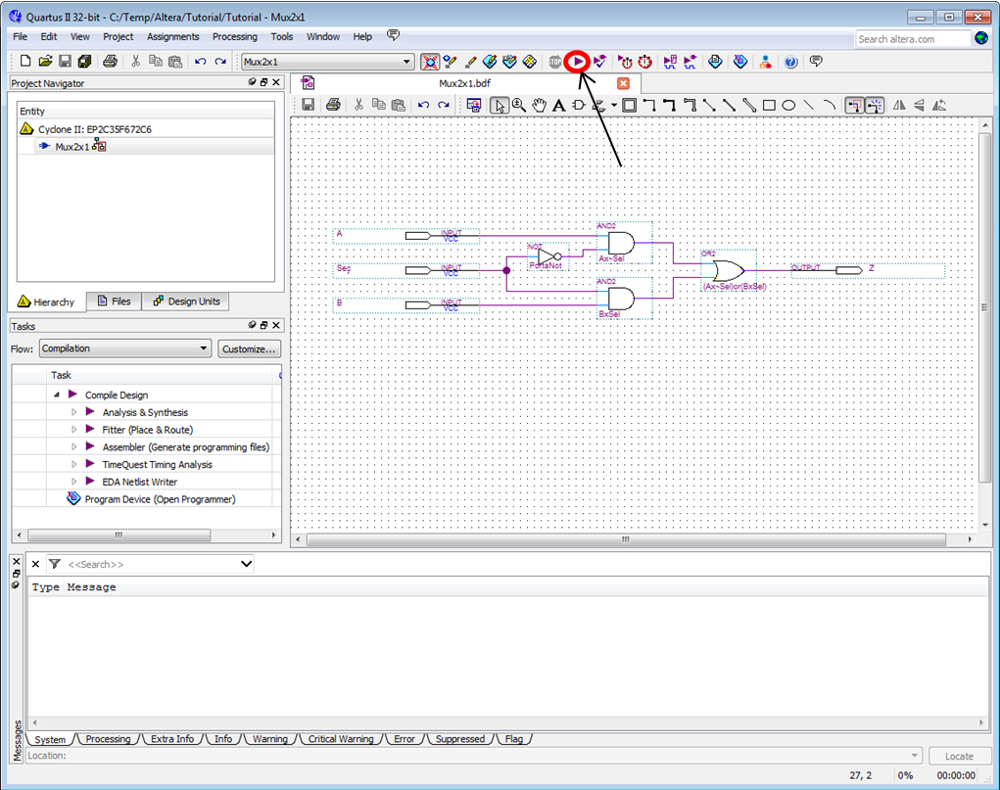 Quartus II 32-bit - C:/Temp/Altera/Tutorial/Tutorial - Mux2x1
File Edit View Project Assignments Processing Tools Window Help
Search altera.com
Mux2x1
STOP
Project Navigator
Mux2x1.bdf
Entity
Cyclone II: EP2C35F672C6
Mux2x1
A INPUT VCC
AND2
Ax~Sel
NOT
PortaNot
Seç INPUT VCC
OR2
(Ax~Sel)or(BxSel)
OUTPUT Z
AND2
BxSel
B INPUT VCC
Hierarchy Files Design Units
Tasks
Flow: Compilation Customize...
Task
Compile Design
Analysis & Synthesis
Fitter (Place & Route)
Assembler (Generate programming files)
TimeQuest Timing Analysis
EDA Netlist Writer
Program Device (Open Programmer)
<<Search>>
Type Message
Messages
System Processing Extra Info Info Warning Critical Warning Error Suppressed Flag
Location: Locate
27, 2 0% 00:00:00